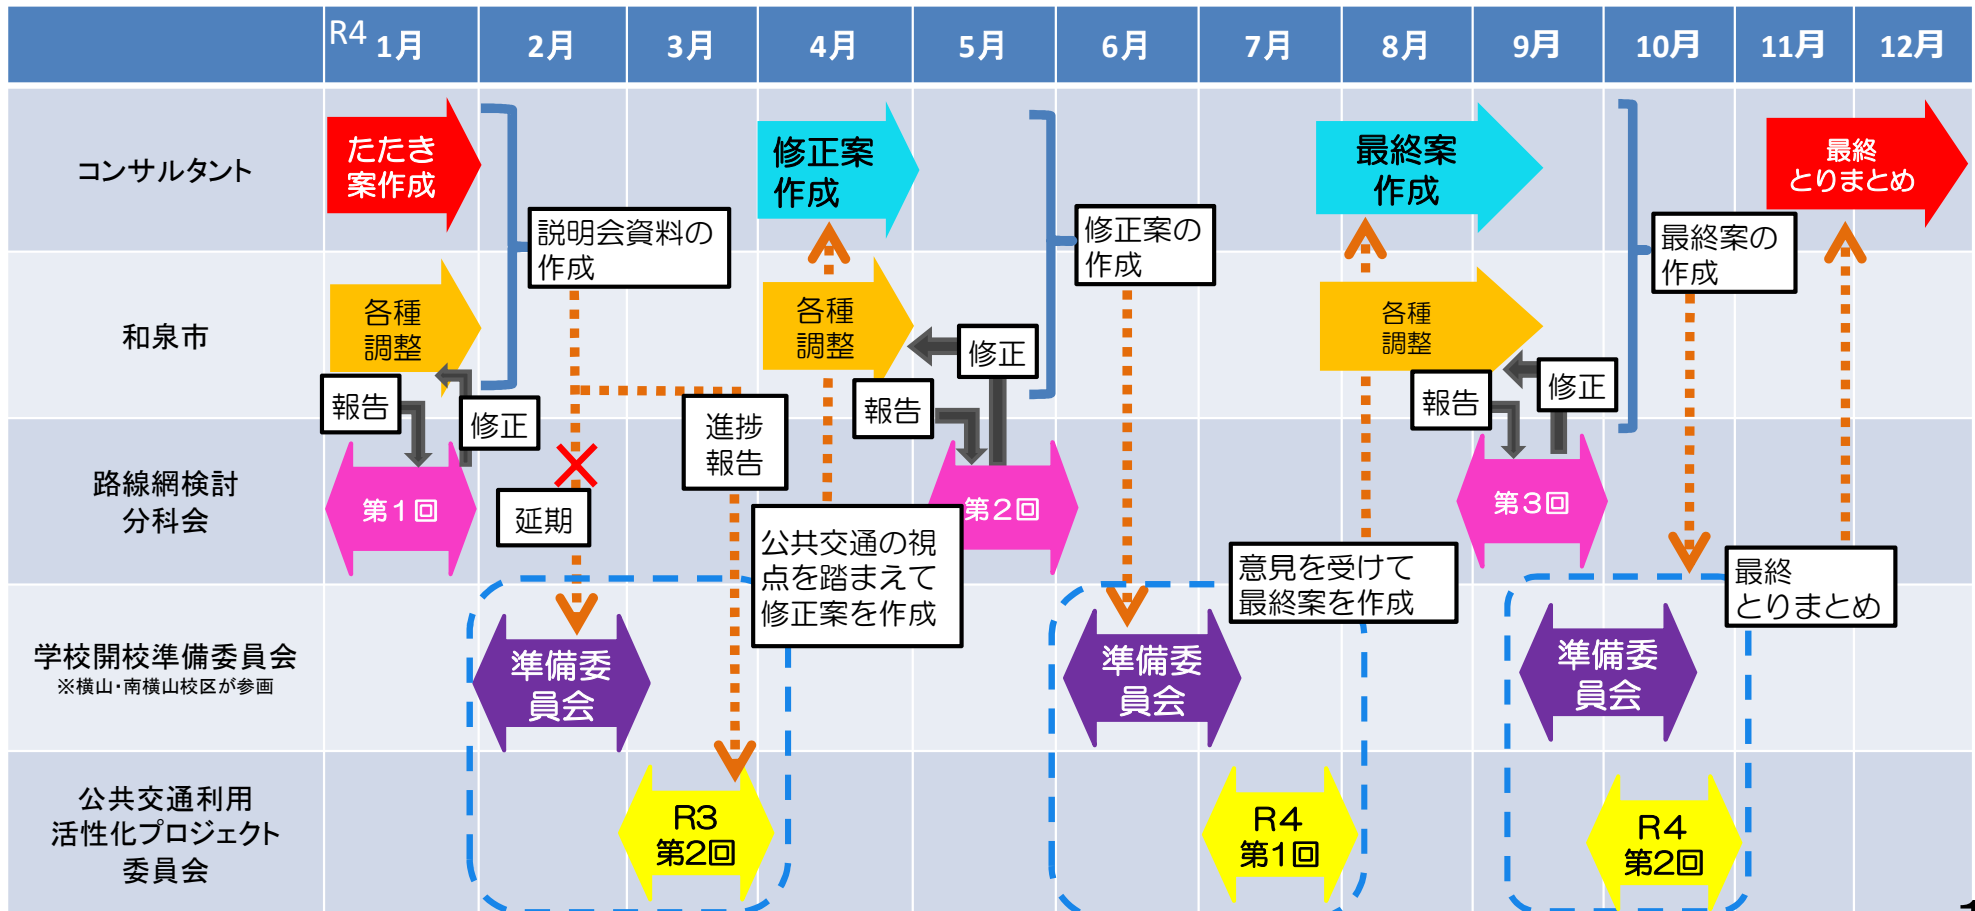 R4 1月
2月
3月
4月
5月
6月
7月
8月
9月
10月
11月
12月
コンサルタント
たたき
案作成
修正案
作成
最終案
作成
最終
とりまとめ
説明会資料の
作成
修正案の
作成
最終案の
作成
和泉市
各種
調整
各種
調整
各種
調整
報告
修正
進捗
報告
報告
修正
報告
修正
路線網検討
分科会
第1回
延期
第2回
第3回
公共交通の視
点を踏まえて
修正案を作成
意見を受けて
最終案を作成
最終
とりまとめ
学校開校準備委員会
※横山・南横山校区が参画
準備委
員会
準備委
員会
準備委
員会
公共交通利用
活性化プロジェクト
委員会
R3
第2回
R4
第1回
R4
第2回